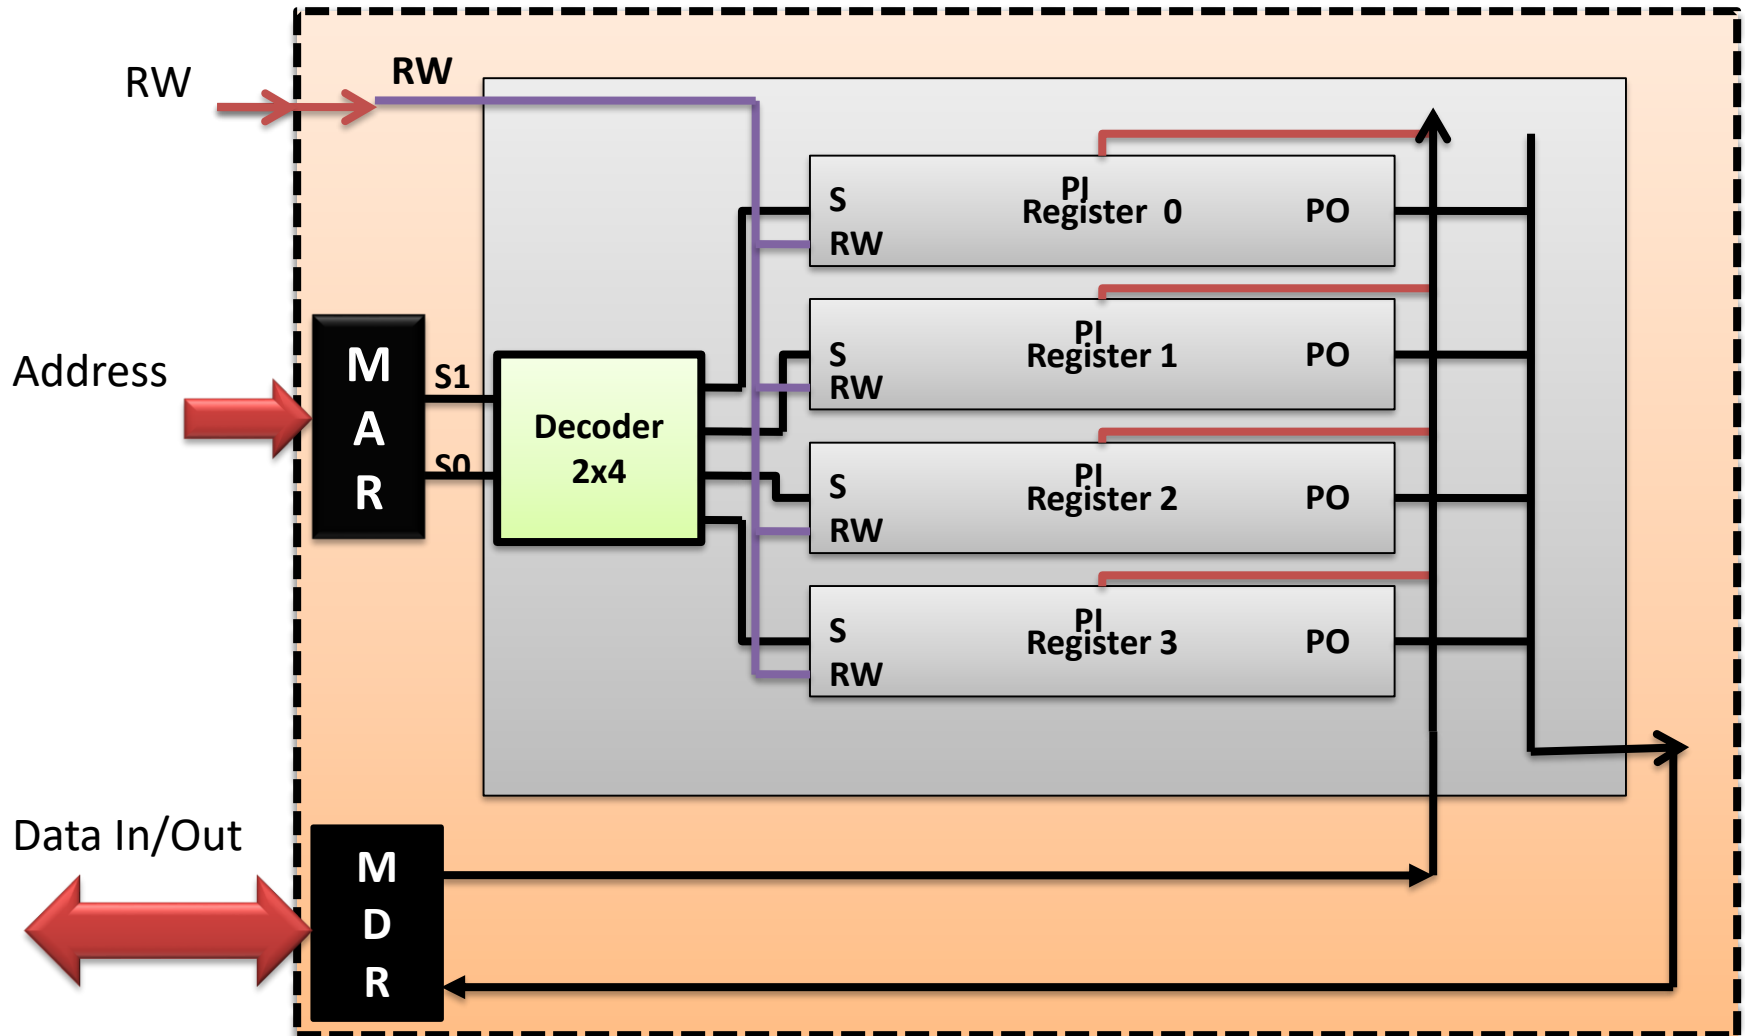 RW
RW
Address
M
A
R
S1
S0
Decoder
2x4
S
RW
PI
Register 0
PO
S
RW
PI
Register 1
PO
S
RW
PI
Register 2
PO
S
RW
PI
Register 3
PO
Data In/Out
M
D
R